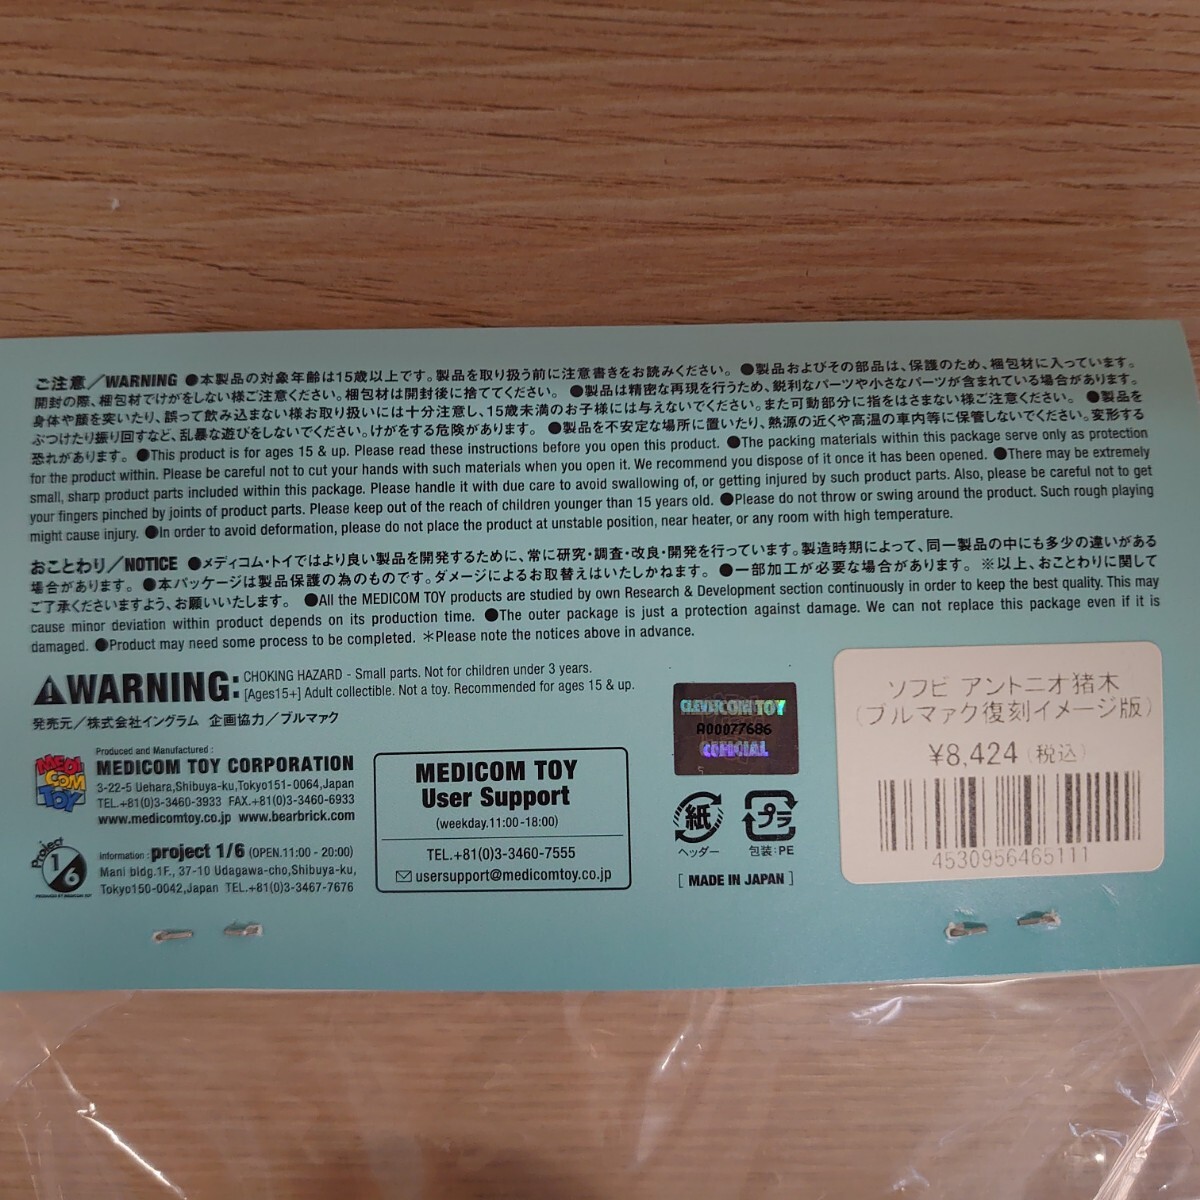 ご注意／WARNING ●本製品の対象年齢は15歳以上です。製品を取り扱う前に注意書きをお読みください。 ●製品およびその部品は、保護のため、梱包材に入っています。
開封の際、梱包材でけがをしない様ご注意ください。梱包材は開封後に捨ててください。 ●製品は精密な再現を行うため、鋭利なパーツや小さなパーツが含まれている場合があります。
身体や顔を突いたり、誤って飲み込まない様お取り扱いには十分注意し、15歳未満のお子様には与えないでください。また可動部分に指をはさまない様ご注意ください。 ●製品を
ぶつけたり振り回すなど、乱暴な遊びをしないでください。けがをする危険があります。 ●製品を不安定な場所に置いたり、熱源の近くや高温の車内等に保管しないでください。変形する
恐れがあります。 ●This product is for ages 15 & up. Please read these instructions before you open this product. ●The packing materials within this package serve only as protection
for the product within. Please be careful not to cut your hands with such materials when you open it. We recommend you dispose of it once it has been opened. ●There may be extremely
small, sharp product parts included within this package. Please handle it with due care to avoid swallowing of, or getting injured by such product parts. Also, please be careful not to get
your fingers pinched by joints of product parts. Please keep out of the reach of children younger than 15 years old. ●Please do not throw or swing around the product. Such rough playing
might cause injury. ●In order to avoid deformation, please do not place the product at unstable position, near heater, or any room with high temperature.
おことわり／NOTICE ●メディコム・トイではより良い製品を開発するために、常に研究・調査・改良・開発を行っています。製造時期によって、同一製品の中にも多少の違いがある
場合があります。 ●本パッケージは製品保護の為のものです。ダメージによるお取替えはいたしかねます。 ●一部加工が必要な場合があります。 ※以上、おことわりに関して
ご了承くださいますよう、お願いいたします。 ●All the MEDICOM TOY products are studied by own Research & Development section continuously in order to keep the best quality. This may
cause minor deviation within product depends on its production time. ●The outer package is just a protection against damage. We can not replace this package even if it is
damaged. ●Product may need some process to be completed. ＊Please note the notices above in advance.
WARNING: CHOKING HAZARD - Small parts. Not for children under 3 years.
[Ages15+] Adult collectible. Not a toy. Recommended for ages 15 & up.
発売元／株式会社イングラム 企画協力／ブルマァク
MEDI COM TOY
Produced and Manufactured :
MEDICOM TOY CORPORATION
3-22-5 Uehara,Shibuya-ku,Tokyo151-0064,Japan
TEL.+81(0)3-3460-3933 FAX.+81(0)3-3460-6933
www.medicomtoy.co.jp www.bearbrick.com
Project 1/6
Information : project 1/6 (OPEN.11:00 - 20:00)
Mani bldg.1F., 37-10 Udagawa-cho,Shibuya-ku,
Tokyo150-0042,Japan TEL.+81(0)3-3467-7676
MEDICOM TOY
User Support
(weekday.11:00-18:00)
TEL.+81(0)3-3460-7555
usersupport@medicomtoy.co.jp
A0077686
紙
ヘッダー
プラ
包装:PE
[ MADE IN JAPAN ]
ソフビ アントニオ猪木
(ブルマァク復刻イメージ版)
¥8,424 (税込)
4530956465111